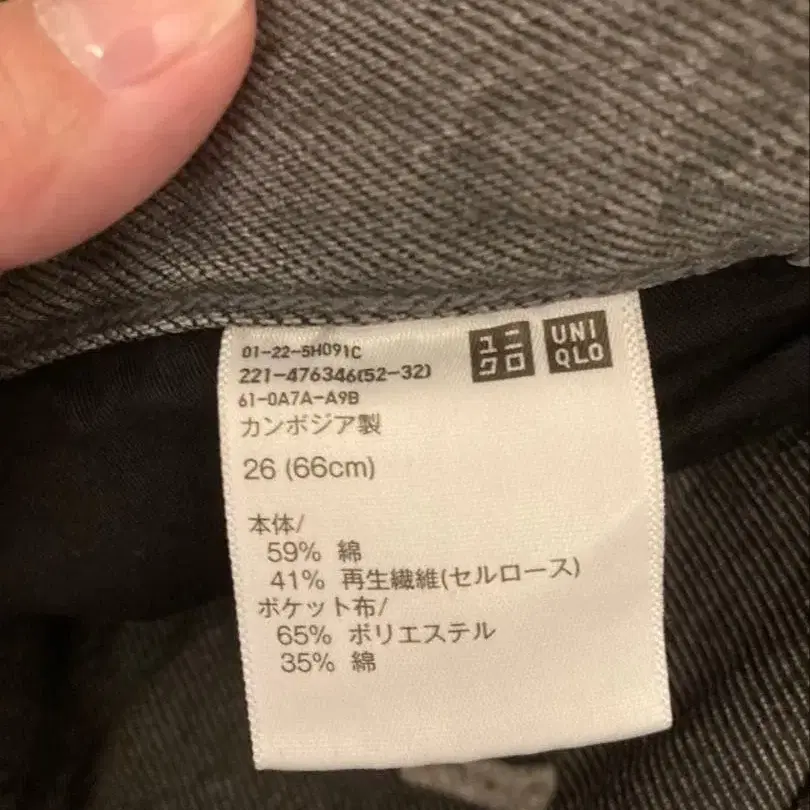 01-22-5H091C
221-476346(52-32)
61-0A7A-A9B
ユニクロ
UNIQLO
カンボジア製
26 (66cm)
本体/
59% 綿
41% 再生繊維(セルロース)
ポケット布/
65% ポリエステル
35% 綿